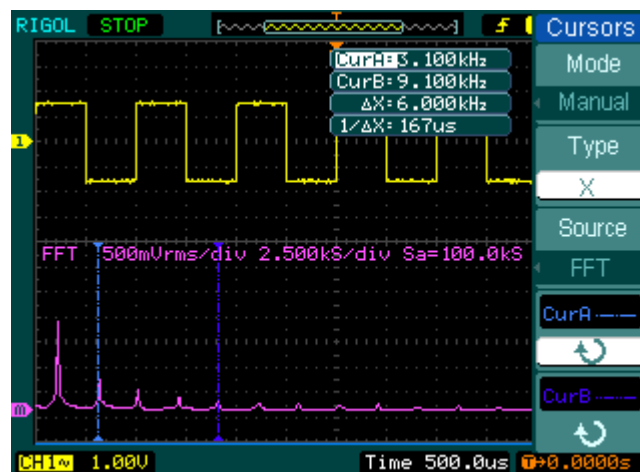 RIGOL STOP T f Cursors
CurA=3.100kHz
CurB=9.100kHz
ΔX=6.000kHz
1/ΔX=167us
Mode
Manual
Type
X
Source
FFT
CurA
CurB
1
FFT 500mVrms/div 2.500kS/div Sa=100.0kS
m
CH1~ 1.00V Time 500.0us T→0.0000s